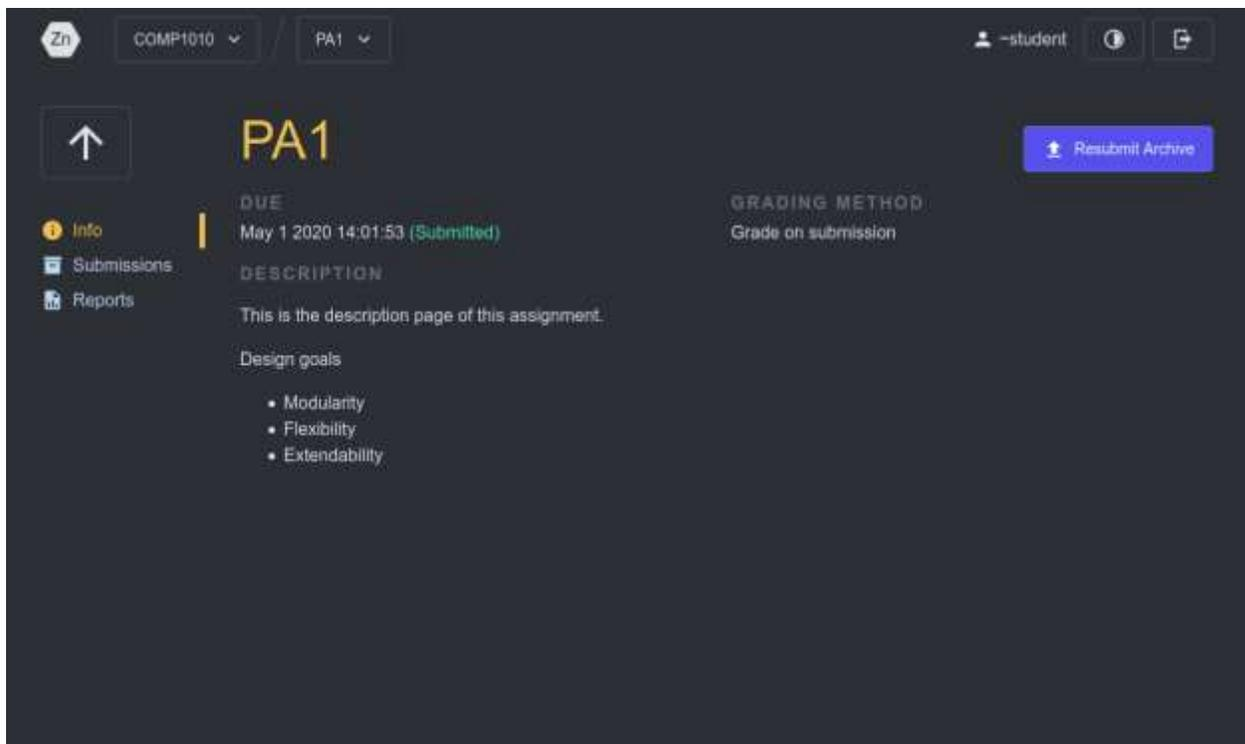 Zn COMP1010 PA1 ~student
PA1
Resubmit Archive
DUE
May 1 2020 14:01:53 (Submitted)
GRADING METHOD
Grade on submission
Info
Submissions
Reports
DESCRIPTION
This is the description page of this assignment.
Design goals
• Modularity
• Flexibility
• Extendability